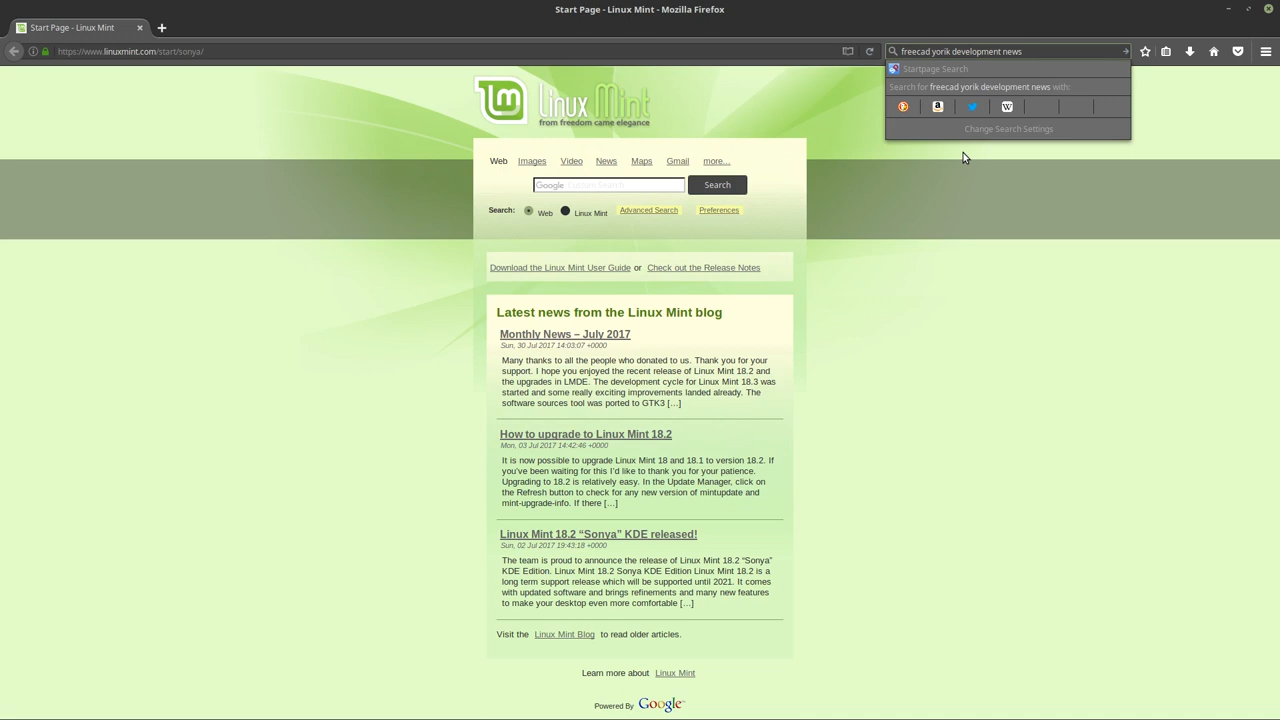 Start Page - Linux Mint - Mozilla Firefox
Start Page - Linux Mint
https://www.linuxmint.com/start/sonya/
freecad yorik development news
Startpage Search
Search for freecad yorik development news with:
Change Search Settings
Linux Mint
from freedom came elegance
Web Images Video News Maps Gmail more...
Google Custom Search Search
Search: Web Linux Mint Advanced Search Preferences
Download the Linux Mint User Guide or Check out the Release Notes
Latest news from the Linux Mint blog
Monthly News – July 2017
Sun, 30 Jul 2017 14:03:07 +0000
Many thanks to all the people who donated to us. Thank you for your
support. I hope you enjoyed the recent release of Linux Mint 18.2 and
the upgrades in LMDE. The development cycle for Linux Mint 18.3 was
started and some really exciting improvements landed already. The
software sources tool was ported to GTK3 […]
How to upgrade to Linux Mint 18.2
Mon, 03 Jul 2017 14:42:46 +0000
It is now possible to upgrade Linux Mint 18 and 18.1 to version 18.2. If
you’ve been waiting for this I’d like to thank you for your patience.
Upgrading to 18.2 is relatively easy. In the Update Manager, click on
the Refresh button to check for any new version of mintupdate and
mint-upgrade-info. If there […]
Linux Mint 18.2 “Sonya” KDE released!
Sun, 02 Jul 2017 19:43:18 +0000
The team is proud to announce the release of Linux Mint 18.2 “Sonya”
KDE Edition. Linux Mint 18.2 Sonya KDE Edition Linux Mint 18.2 is a
long term support release which will be supported until 2021. It comes
with updated software and brings refinements and many new features
to make your desktop even more comfortable […]
Visit the Linux Mint Blog to read older articles.
Learn more about Linux Mint
Powered By Google™